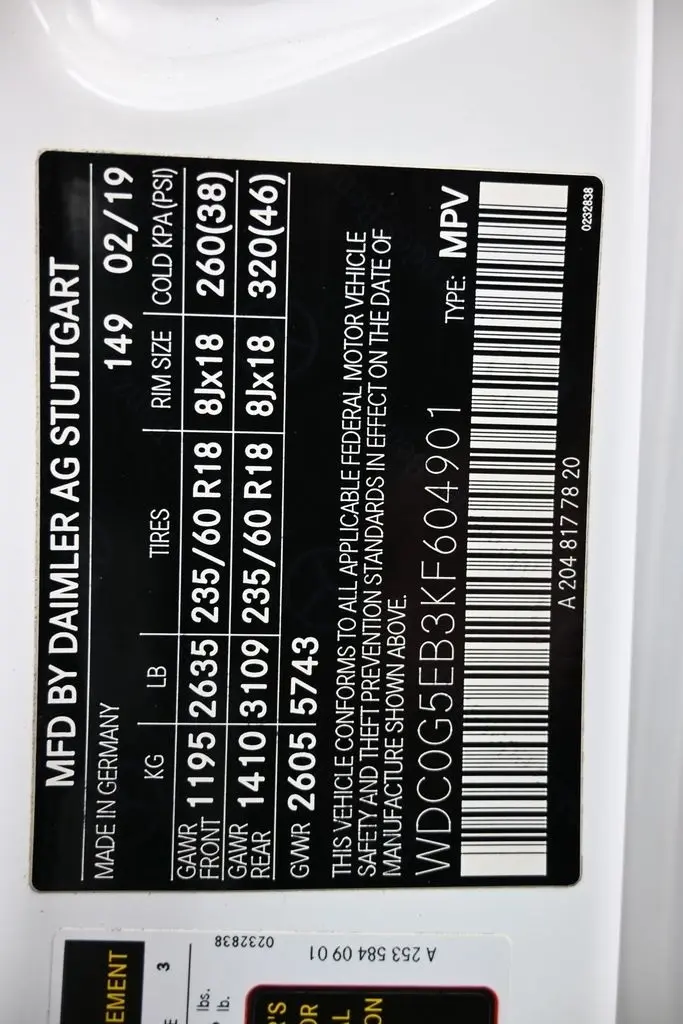 MFD BY DAIMLER AG STUTTGART
MADE IN GERMANY 149 02/19
KG LB TIRES RIM SIZE COLD KPA(PSI)
GAWR FRONT 1195 2635 235/60 R18 8Jx18 260(38)
GAWR REAR 1410 3109 235/60 R18 8Jx18 320(46)
GVWR 2605 5743
THIS VEHICLE CONFORMS TO ALL APPLICABLE FEDERAL MOTOR VEHICLE
SAFETY AND THEFT PREVENTION STANDARDS IN EFFECT ON THE DATE OF
MANUFACTURE SHOWN ABOVE.
WDC0G5EB3KF604901 TYPE: MPV
A 204 817 78 20
0232838
EMENT
3
lbs.
lb.
0232838
A 253 584 09 01
'S
OR
AL
ON